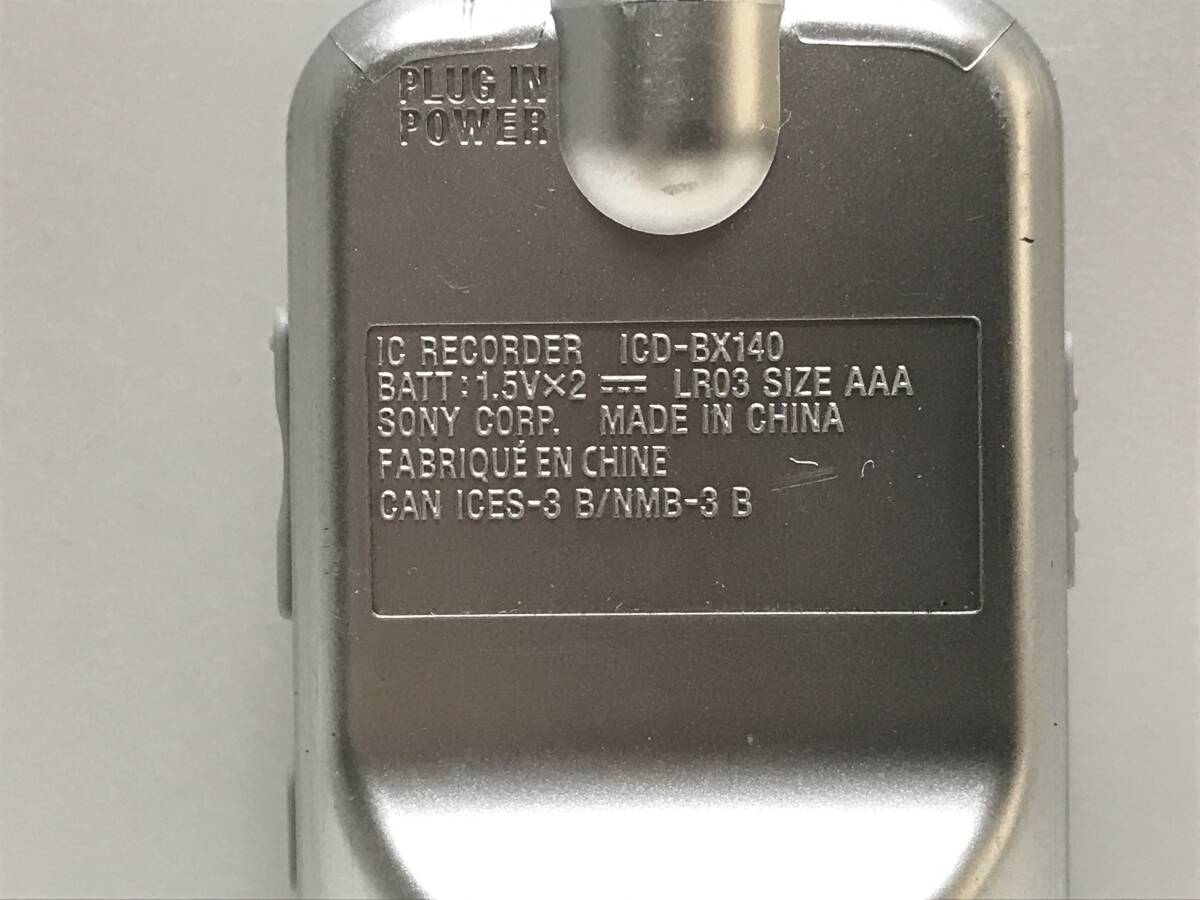 PLUG IN
POWER
IC RECORDER ICD-BX140
BATT:1.5V×2 ⎓ LR03 SIZE AAA
SONY CORP. MADE IN CHINA
FABRIQUÉ EN CHINE
CAN ICES-3 B/NMB-3 B